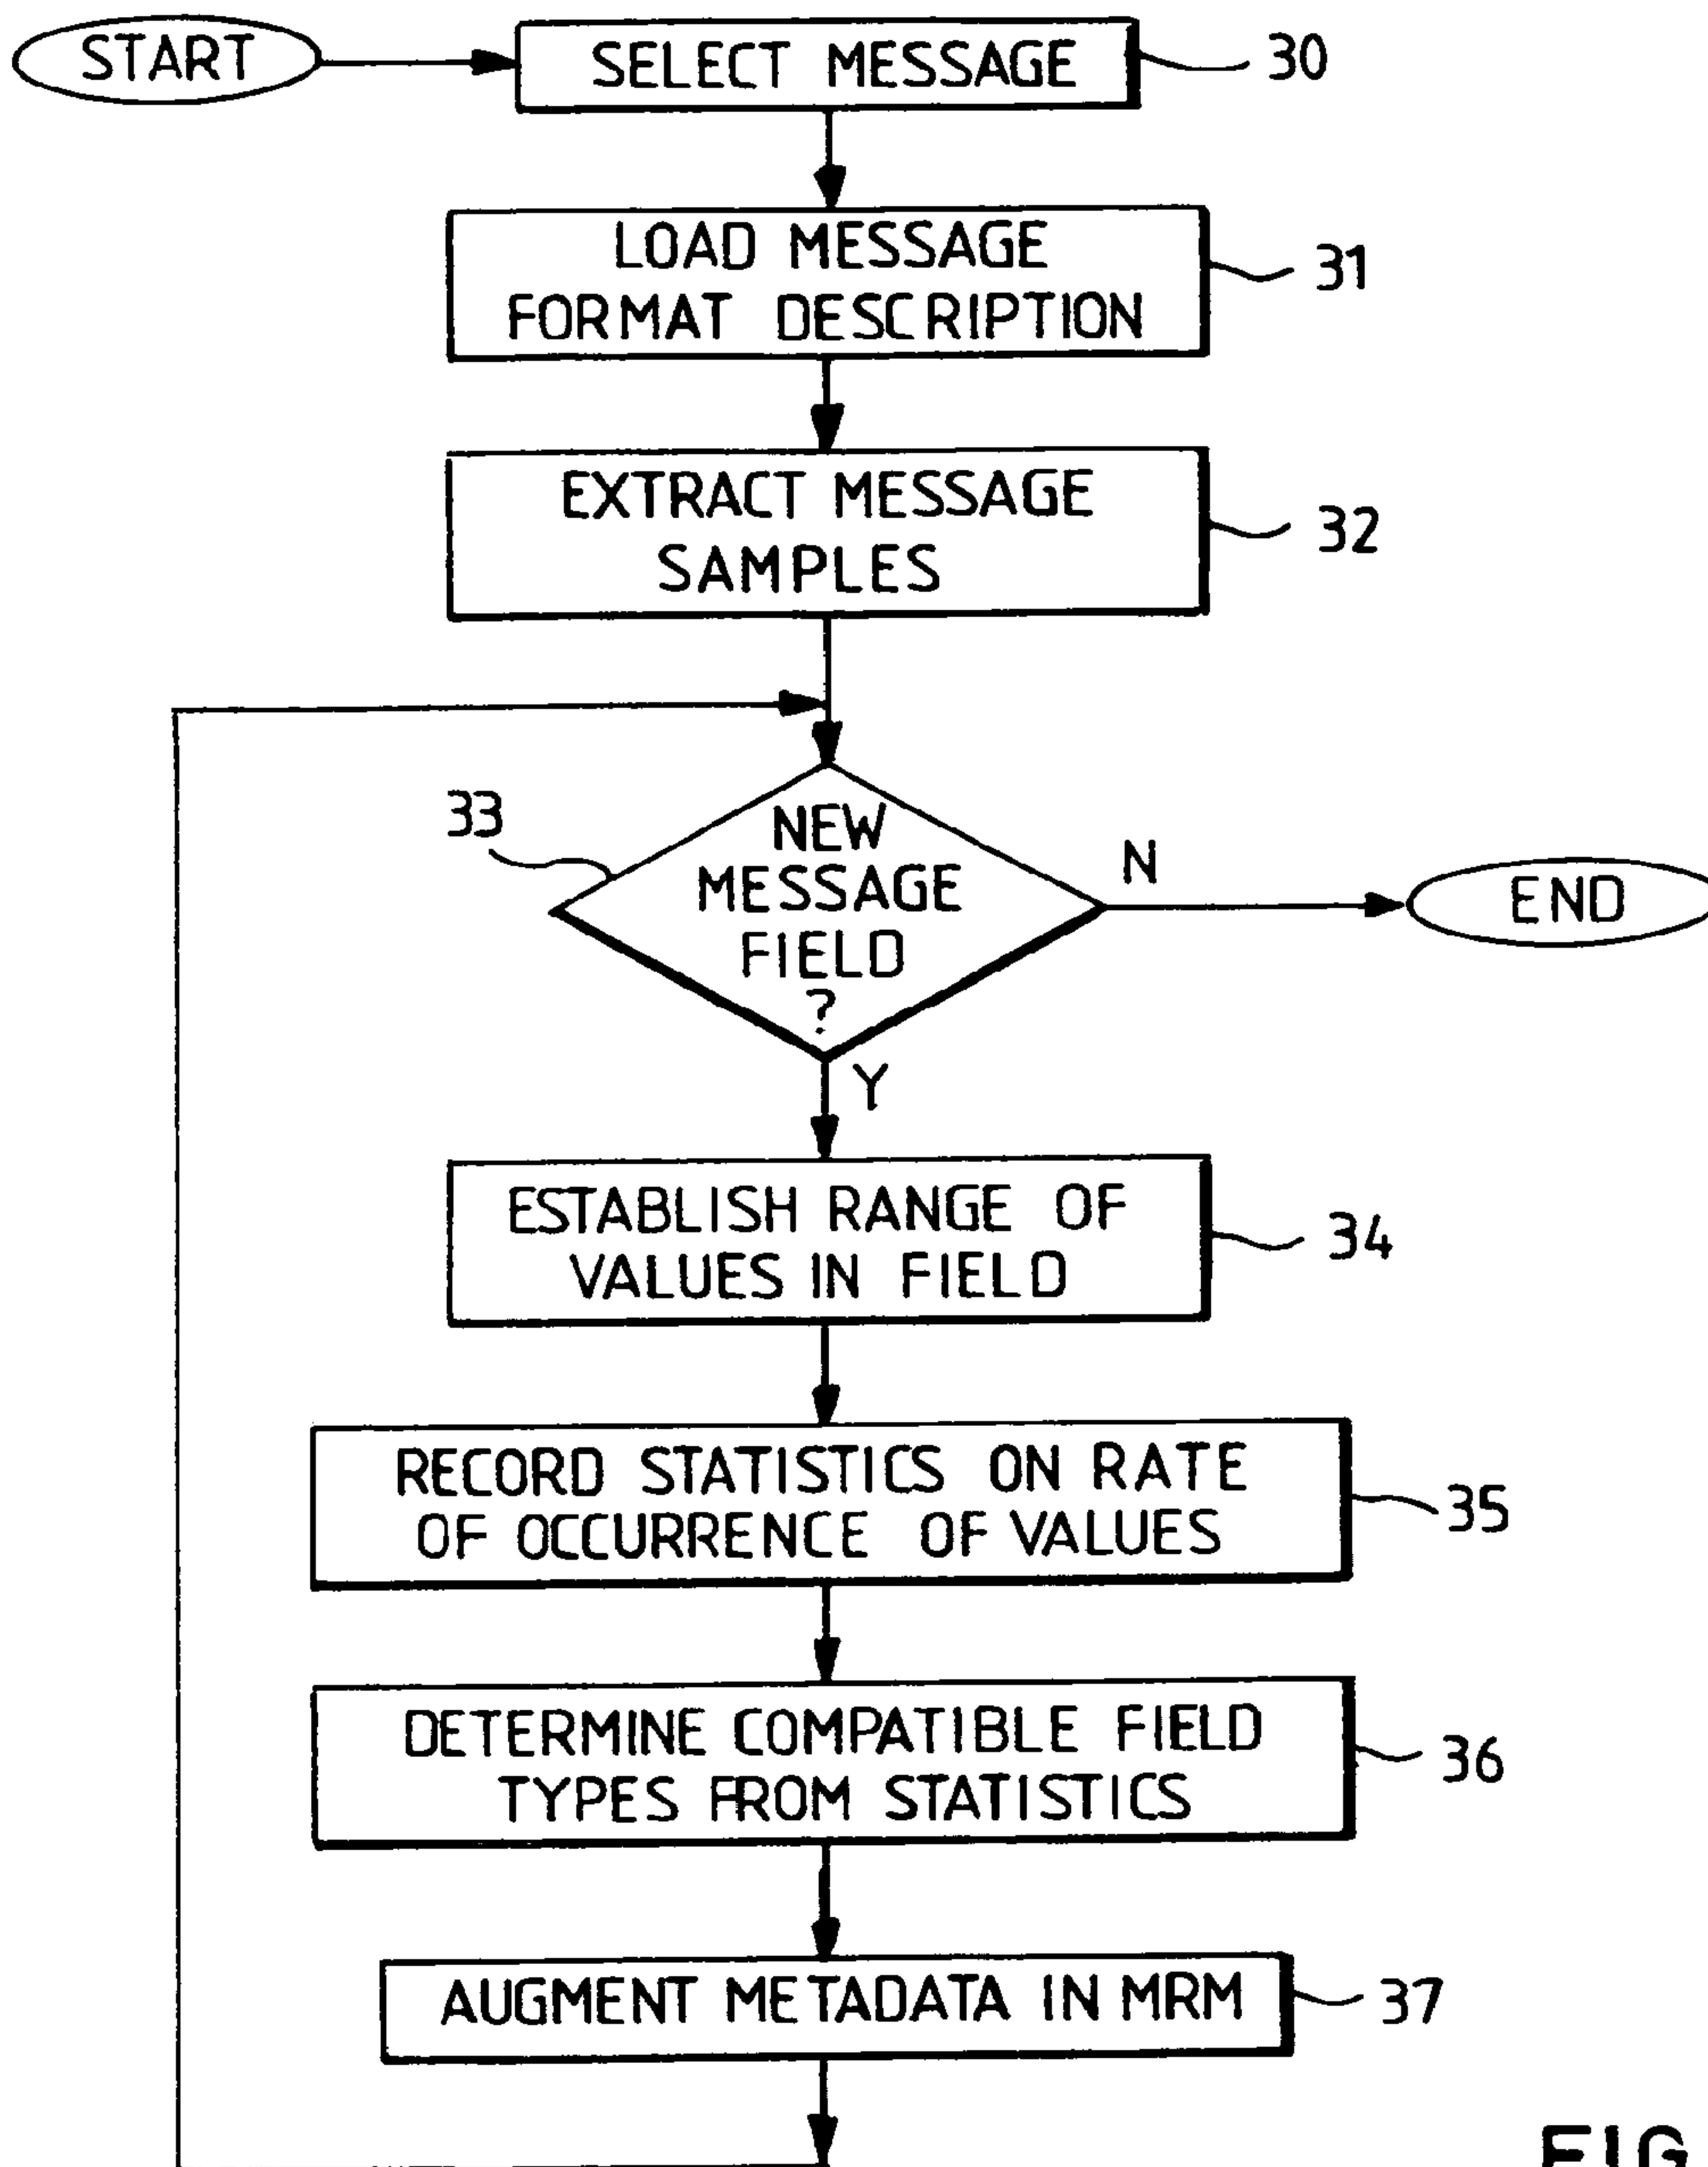 START
SELECT MESSAGE
30
LOAD MESSAGE
FORMAT DESCRIPTION
31
EXTRACT MESSAGE
SAMPLES
32
33
NEW
MESSAGE
FIELD
?
N
END
Y
ESTABLISH RANGE OF
VALUES IN FIELD
34
RECORD STATISTICS ON RATE
OF OCCURRENCE OF VALUES
35
DETERMINE COMPATIBLE FIELD
TYPES FROM STATISTICS
36
AUGMENT METADATA IN MRM
37
FIG